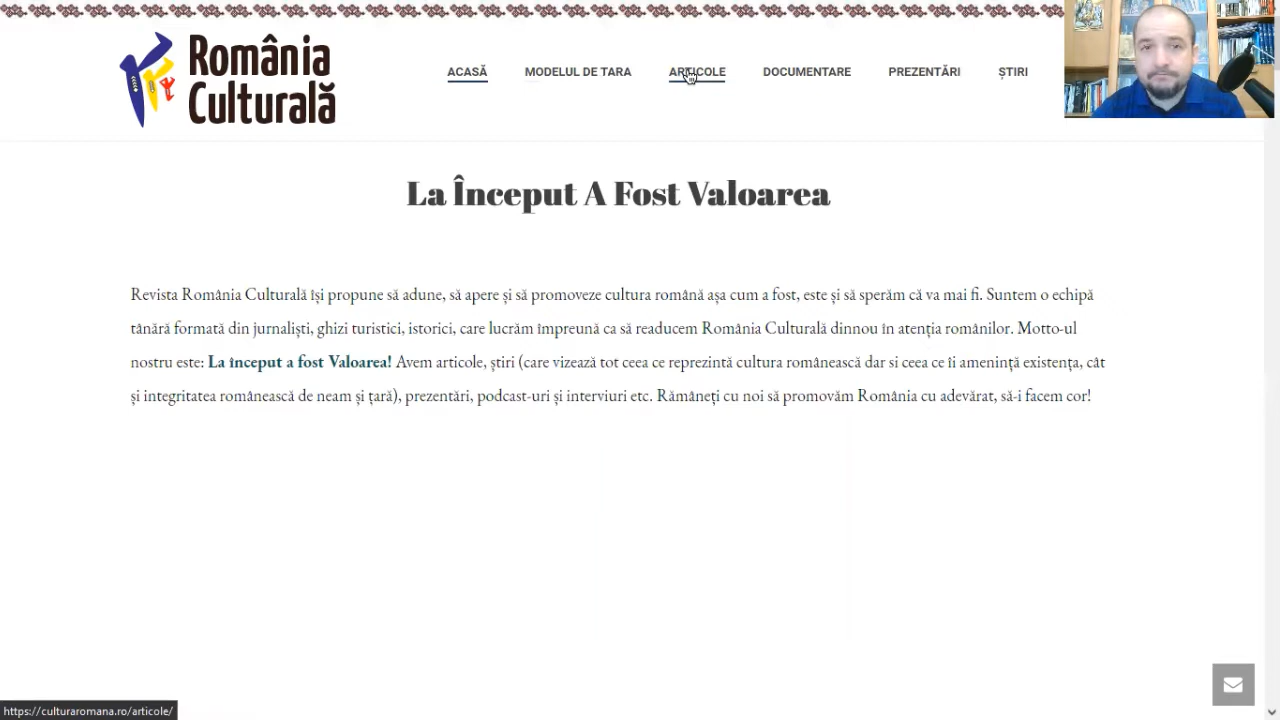 România
Culturală
ACASĂ MODELUL DE TARA ARTICOLE DOCUMENTARE PREZENTĂRI ȘTIRI
La Început A Fost Valoarea
Revista România Culturală își propune să adune, să apere și să promoveze cultura română așa cum a fost, este și să sperăm că va mai fi. Suntem o echipă
tânără formată din jurnaliști, ghizi turistici, istorici, care lucrăm împreună ca să readucem România Culturală dinnou în atenția românilor. Motto-ul
nostru este: La început a fost Valoarea! Avem articole, știri (care vizează tot ceea ce reprezintă cultura românească dar si ceea ce îi amenință existența, cât
și integritatea românească de neam și țară), prezentări, podcast-uri și interviuri etc. Rămâneți cu noi să promovăm România cu adevărat, să-i facem cor!
https://culturaromana.ro/articole/